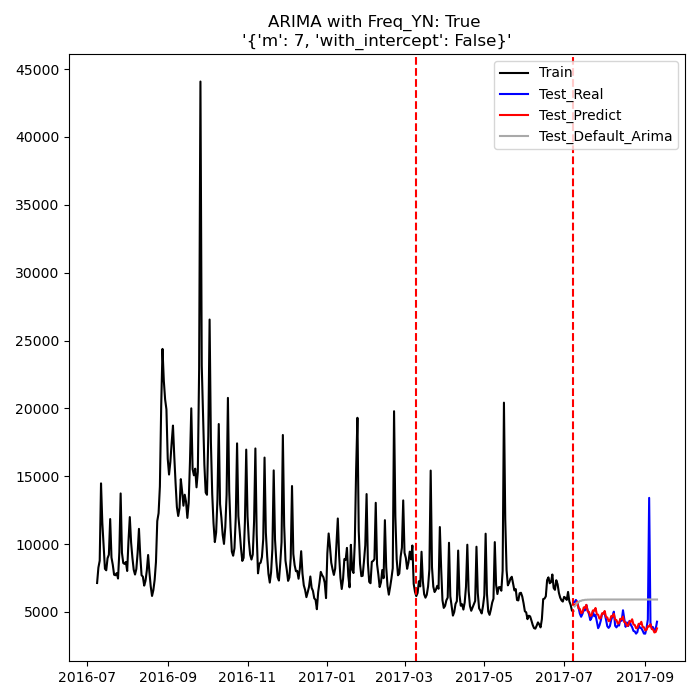 ARIMA with Freq_YN: True
'{'m': 7, 'with_intercept': False}'
Train
Test_Real
Test_Predict
Test_Default_Arima
45000
40000
35000
30000
25000
20000
15000
10000
5000
2016-07 2016-09 2016-11 2017-01 2017-03 2017-05 2017-07 2017-09